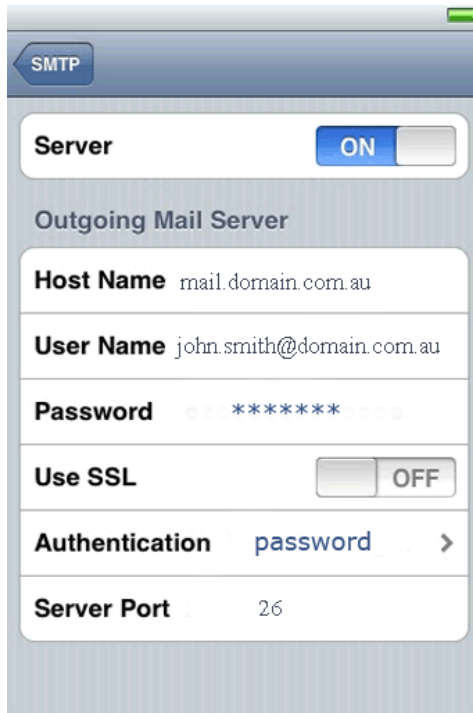 SMTP
Server ON
Outgoing Mail Server
Host Name mail.domain.com.au
User Name john.smith@domain.com.au
Password *******
Use SSL OFF
Authentication password
Server Port 26